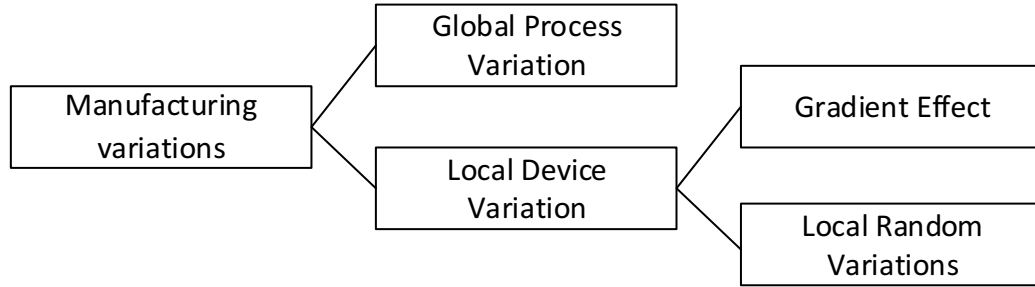 Global Process
Variation
Manufacturing
variations
Gradient Effect
Local Device
Variation
Local Random
Variations